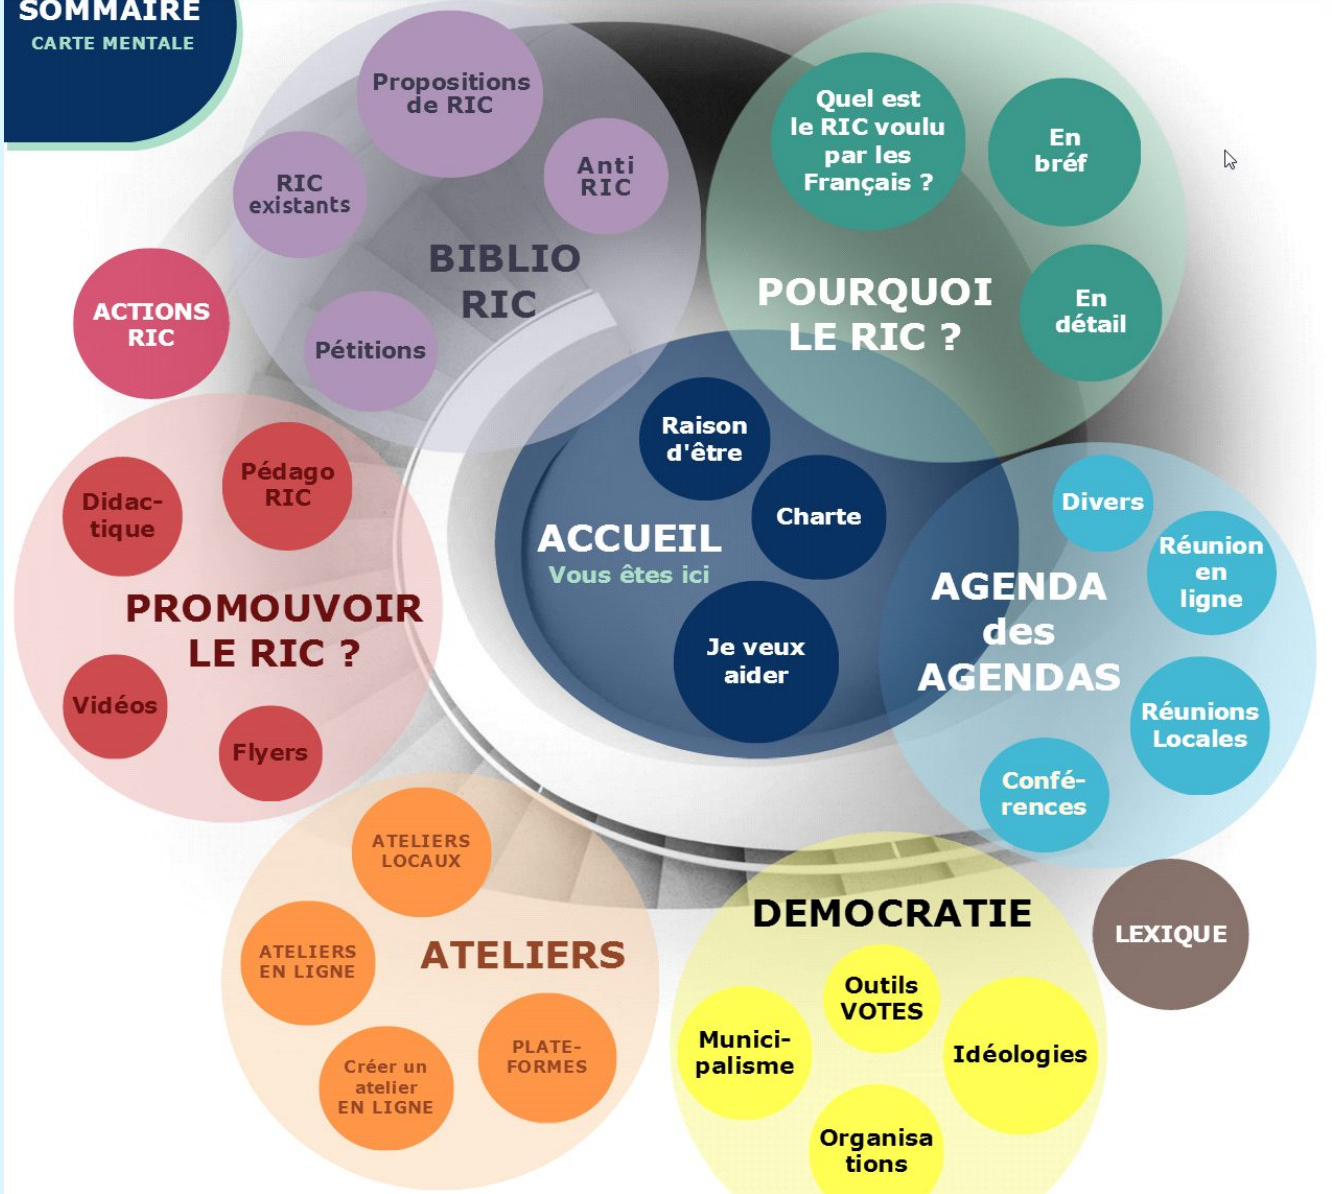 SOMMAIRE
CARTE MENTALE
Propositions
de RIC
RIC
existants
Anti
RIC
BIBLIO
RIC
Pétitions
Quel est
le RIC voulu
par les
Français ?
En
bréf
En
détail
POURQUOI
LE RIC ?
ACTIONS
RIC
Raison
d'être
Charte
ACCUEIL
Vous êtes ici
Je veux
aider
Pédago
RIC
Didac-
tique
PROMOUVOIR
LE RIC ?
Vidéos
Flyers
Divers
Réunion
en
ligne
AGENDA
des
AGENDAS
Réunions
Locales
Confé-
rences
ATELIERS
LOCAUX
ATELIERS
EN LIGNE
ATELIERS
PLATE-
FORMES
Créer un
atelier
EN LIGNE
DEMOCRATIE
Outils
VOTES
Munici-
palisme
Idéologies
Organisa
tions
LEXIQUE